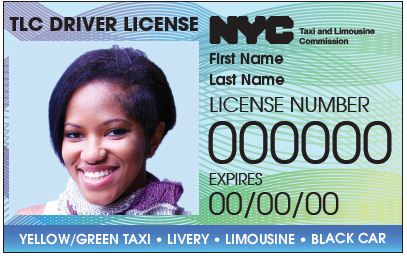 TLC DRIVER LICENSE
NYC Taxi and Limousine
Commission
First Name
Last Name
LICENSE NUMBER
000000
EXPIRES
00/00/00
YELLOW/GREEN TAXI • LIVERY • LIMOUSINE • BLACK CAR